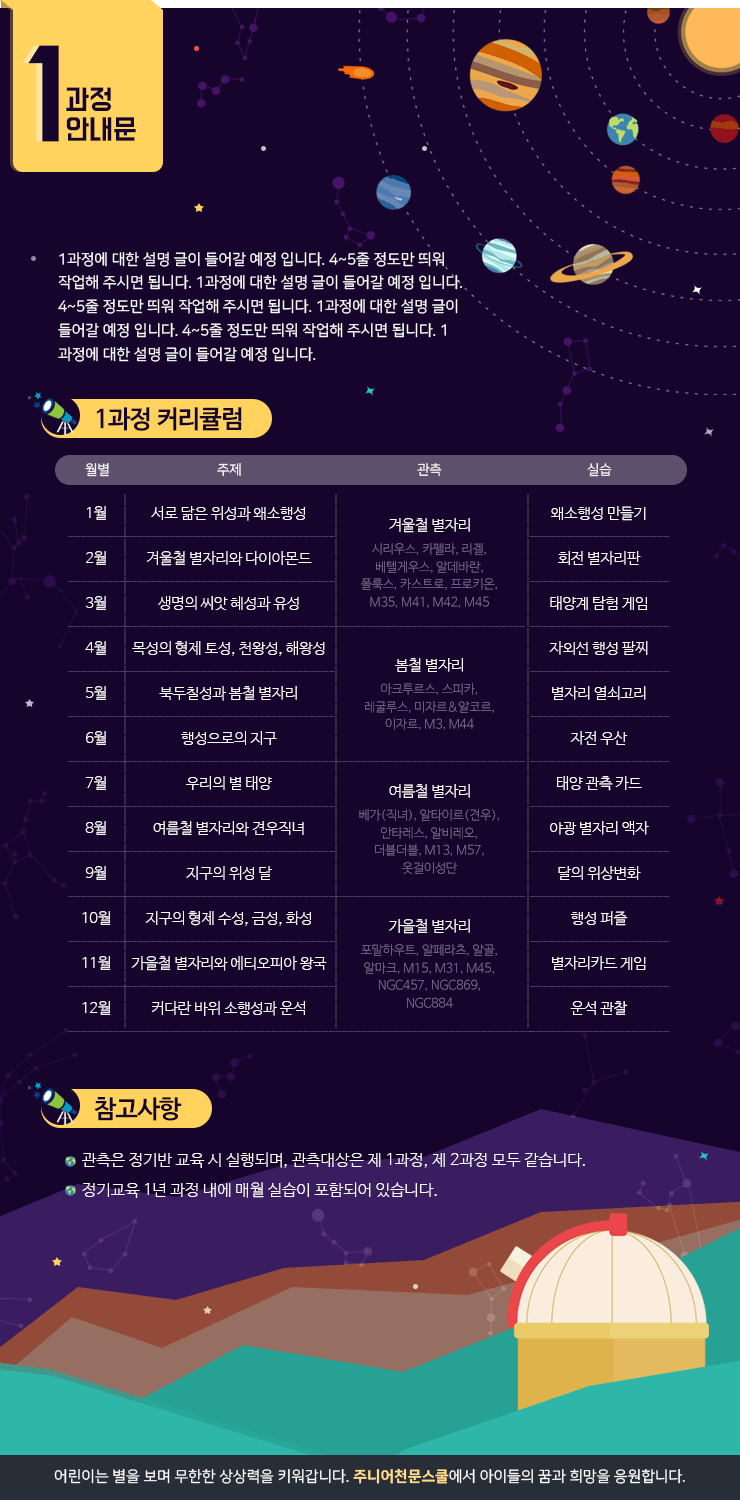 1 과정
안내문
1과정에 대한 설명 글이 들어갈 예정 입니다. 4~5줄 정도만 띄워
작업해 주시면 됩니다. 1과정에 대한 설명 글이 들어갈 예정 입니다.
4~5줄 정도만 띄워 작업해 주시면 됩니다. 1과정에 대한 설명 글이
들어갈 예정 입니다. 4~5줄 정도만 띄워 작업해 주시면 됩니다. 1
과정에 대한 설명 글이 들어갈 예정 입니다.
1과정 커리큘럼
월별 주제 관측 실습
1월 서로 닮은 위성과 왜소행성 왜소행성 만들기
2월 겨울철 별자리와 다이아몬드 회전 별자리판
3월 생명의 씨앗 혜성과 유성 태양계 탐험 게임
겨울철 별자리
시리우스, 카펠라, 리겔,
베텔게우스, 알데바란,
폴룩스, 카스트로, 프로키온,
M35, M41, M42, M45
4월 목성의 형제 토성, 천왕성, 해왕성 자외선 행성 팔찌
5월 북두칠성과 봄철 별자리 별자리 열쇠고리
6월 행성으로의 지구 자전 우산
봄철 별자리
아크투르스, 스피카,
레굴루스, 미자르&알코르,
이자르, M3, M44
7월 우리의 별 태양 태양 관측 카드
8월 여름철 별자리와 견우직녀 야광 별자리 액자
9월 지구의 위성 달 달의 위상변화
여름철 별자리
베가(직녀), 알타이르(견우),
안타레스, 알비레오,
더블더블, M13, M57,
옷걸이성단
10월 지구의 형제 수성, 금성, 화성 행성 퍼즐
11월 가을철 별자리와 에티오피아 왕국 별자리카드 게임
12월 커다란 바위 소행성과 운석 운석 관찰
가을철 별자리
포말하우트, 알페라츠, 알골,
알마크, M15, M31, M45,
NGC457, NGC869,
NGC884
참고사항
관측은 정기반 교육 시 실행되며, 관측대상은 제 1과정, 제 2과정 모두 같습니다.
정기교육 1년 과정 내에 매월 실습이 포함되어 있습니다.
어린이는 별을 보며 무한한 상상력을 키워갑니다. 주니어천문스쿨에서 아이들의 꿈과 희망을 응원합니다.